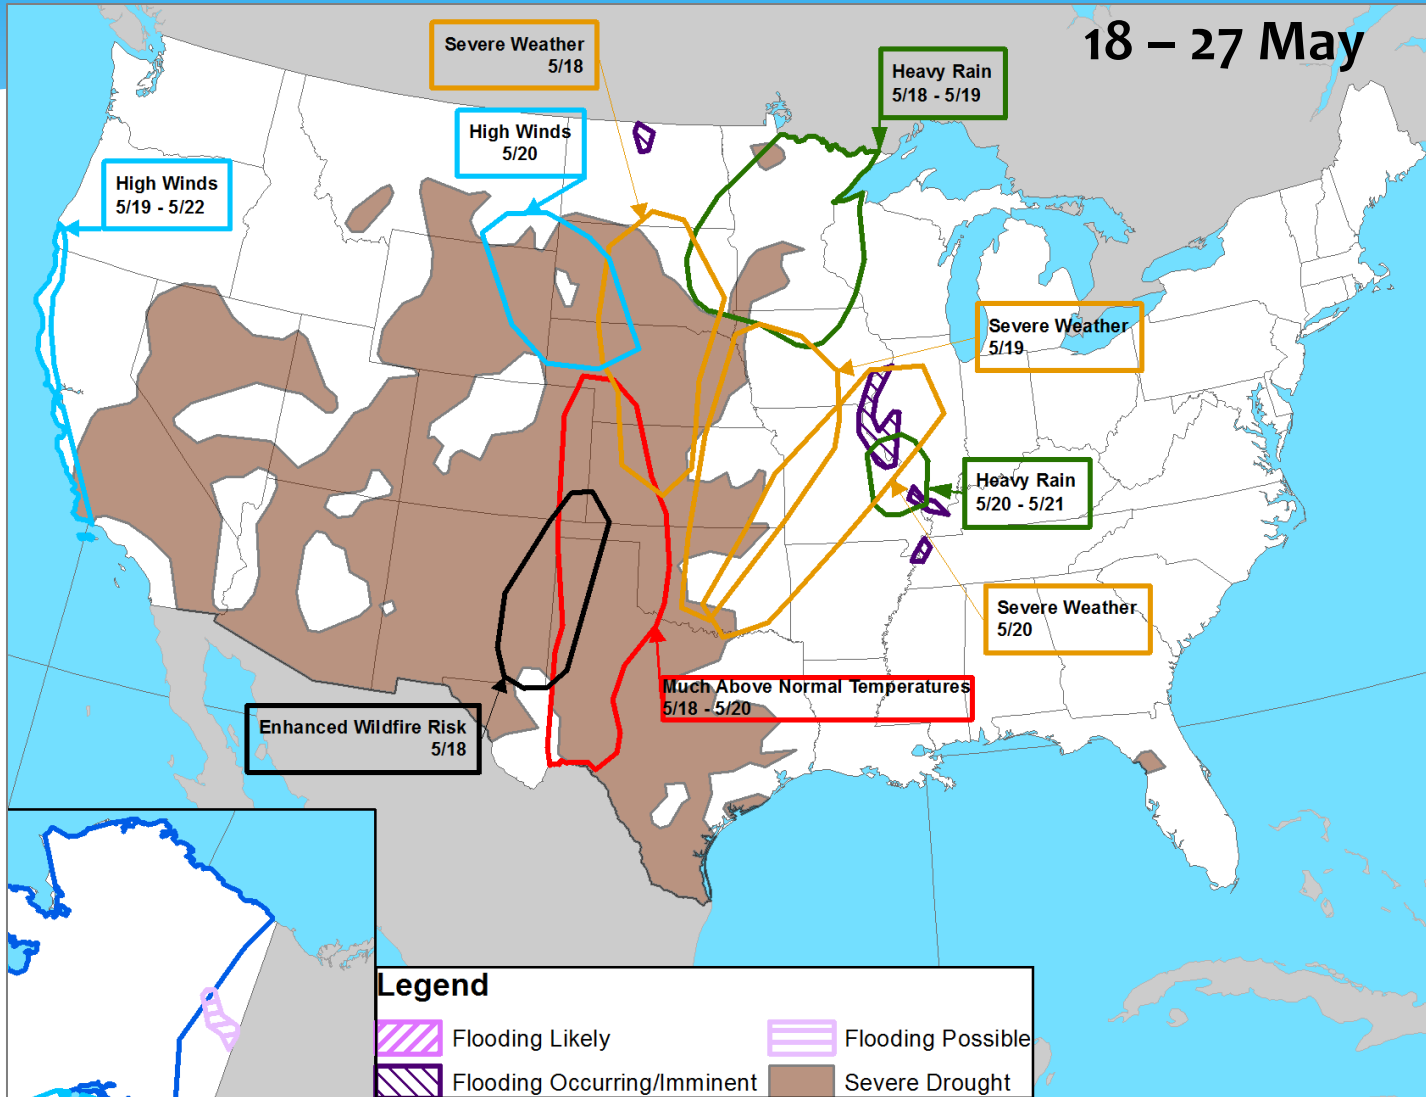 18 – 27 May
Severe Weather
5/18
Heavy Rain
5/18 - 5/19
High Winds
5/20
High Winds
5/19 - 5/22
Severe Weather
5/19
Heavy Rain
5/20 - 5/21
Severe Weather
5/20
Much Above Normal Temperatures
5/18 - 5/20
Enhanced Wildfire Risk
5/18
Legend
Flooding Likely
Flooding Possible
Flooding Occurring/Imminent
Severe Drought